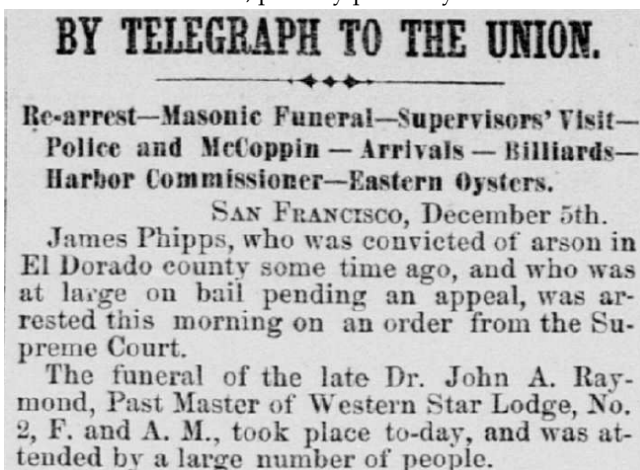 BY TELEGRAPH TO THE UNION.
Re-arrest—Masonic Funeral—Supervisors' Visit—
Police and McCoppin — Arrivals — Billiards—
Harbor Commissioner—Eastern Oysters.
SAN FRANCISCO, December 5th.
James Phipps, who was convicted of arson in
El Dorado county some time ago, and who was
at large on bail pending an appeal, was ar-
rested this morning on an order from the Su-
preme Court.
The funeral of the late Dr. John A. Ray-
mond, Past Master of Western Star Lodge, No.
2, F. and A. M., took place to-day, and was at-
tended by a large number of people.